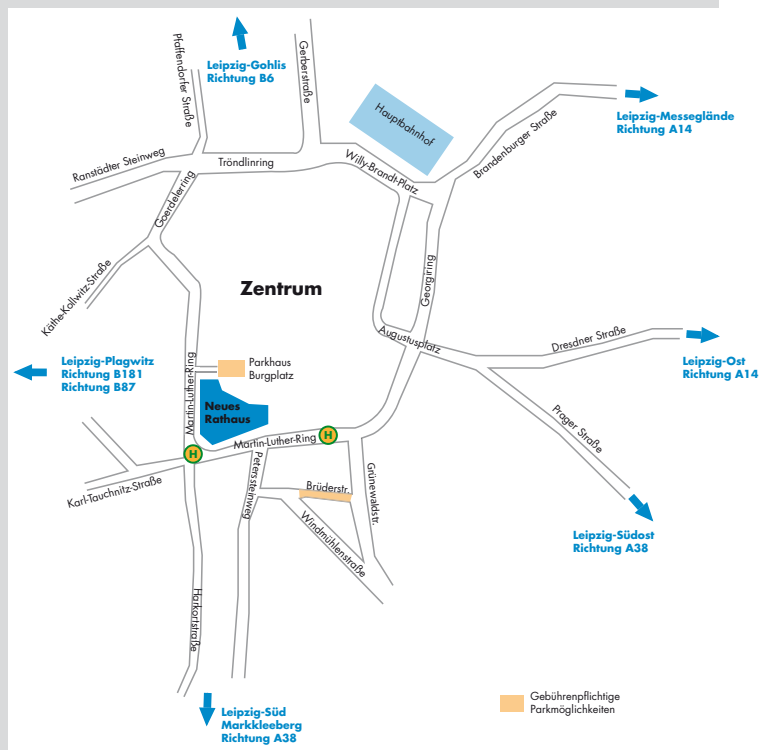 Pfaffendorfer Straße
Leipzig-Gohlis
Richtung B6
Gerberstraße
Hauptbahnhof
Leipzig-Messeglände
Richtung A14
Brandenburger Straße
Ranstädter Steinweg
Tröndlinring
Willy-Brandt-Platz
Goerdelerring
Georgiring
Zentrum
Käthe-Kollwitz-Straße
Augustusplatz
Dresdner Straße
Leipzig-Plagwitz
Richtung B181
Richtung B87
Martin-Luther-Ring
Parkhaus
Burgplatz
Leipzig-Ost
Richtung A14
Neues
Rathaus
Prager Straße
H
Martin-Luther-Ring
H
Karl-Tauchnitz-Straße
Peterssteinweg
Brüderstr.
Grünewaldstr.
Windmühlenstraße
Leipzig-Südost
Richtung A38
Harkortstraße
Leipzig-Süd
Markkleeberg
Richtung A38
Gebührenpflichtige
Parkmöglichkeiten